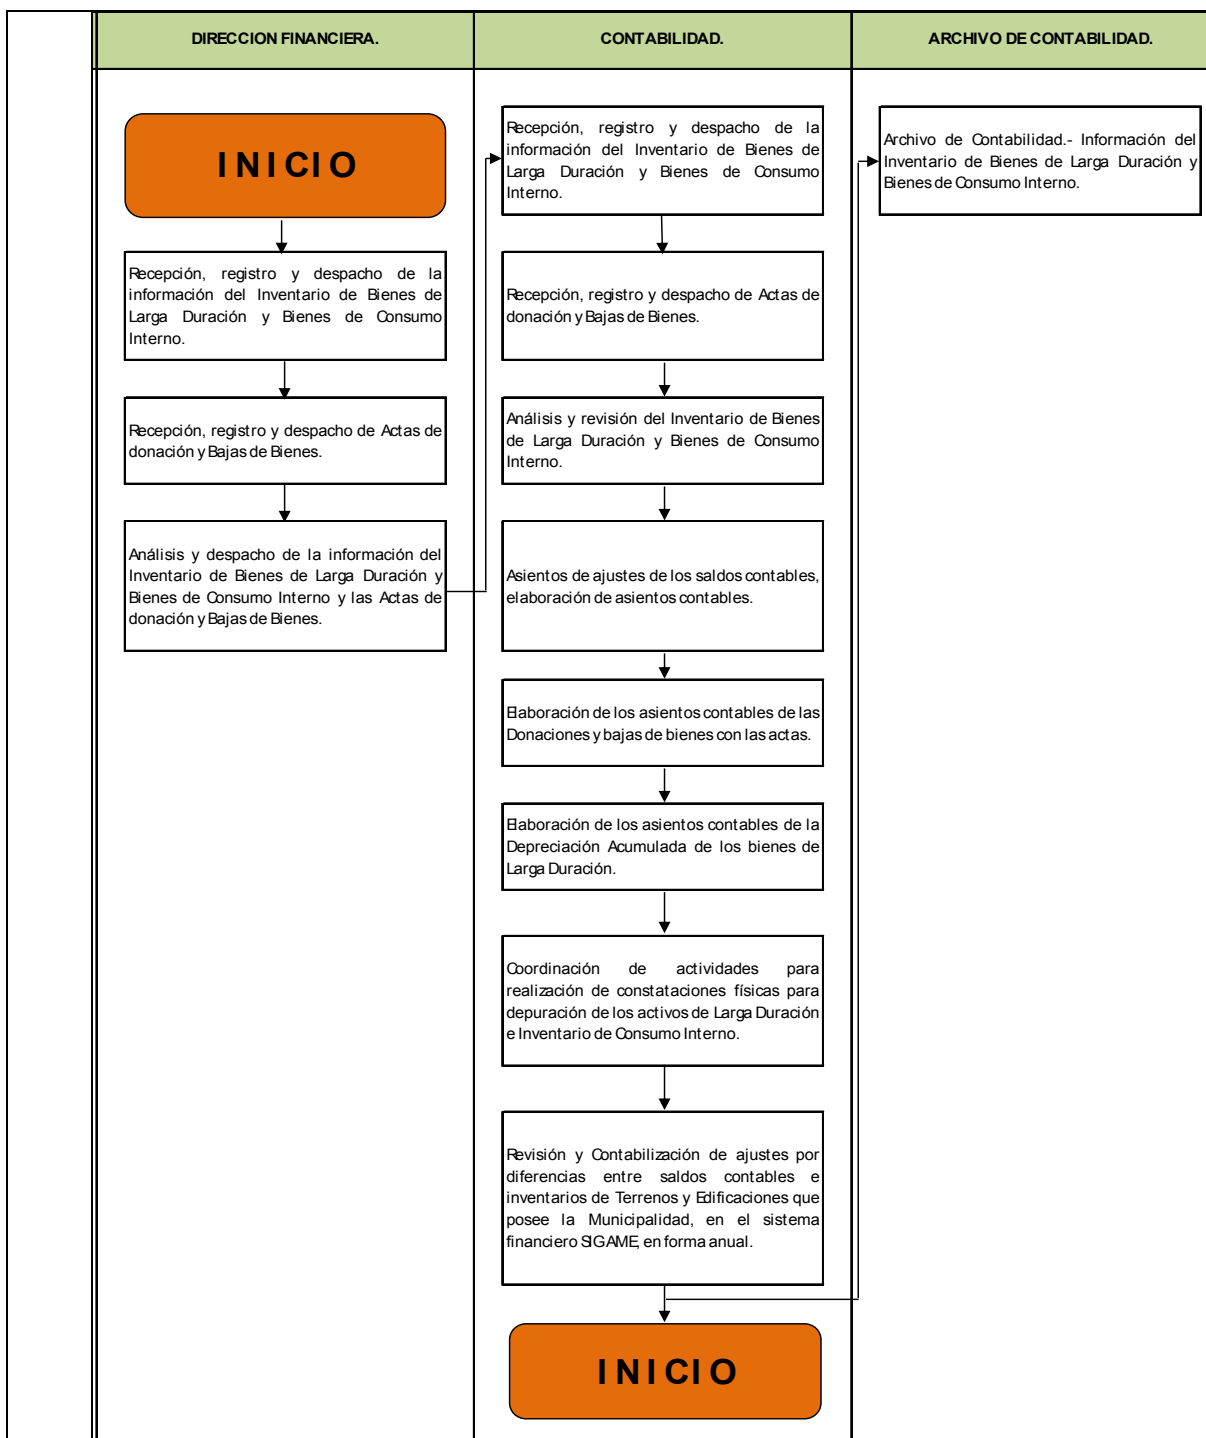 DIRECCION FINANCIERA.
CONTABILIDAD.
ARCHIVO DE CONTABILIDAD.
INICIO
Recepción, registro y despacho de la
información del Inventario de Bienes de
Larga Duración y Bienes de Consumo
Interno.
Recepción, registro y despacho de Actas de
donación y Bajas de Bienes.
Análisis y despacho de la información del
Inventario de Bienes de Larga Duración y
Bienes de Consumo Interno y las Actas de
donación y Bajas de Bienes.
Recepción, registro y despacho de la
información del Inventario de Bienes de
Larga Duración y Bienes de Consumo
Interno.
Recepción, registro y despacho de Actas de
donación y Bajas de Bienes.
Análisis y revisión del Inventario de Bienes
de Larga Duración y Bienes de Consumo
Interno.
Asientos de ajustes de los saldos contables,
elaboración de asientos contables.
Elaboración de los asientos contables de las
Donaciones y bajas de bienes con las actas.
Elaboración de los asientos contables de la
Depreciación Acumulada de los bienes de
Larga Duración.
Coordinación de actividades para
realización de constataciones físicas para
depuración de los activos de Larga Duración
e Inventario de Consumo Interno.
Revisión y Contabilización de ajustes por
diferencias entre saldos contables e
inventarios de Terrenos y Edificaciones que
posee la Municipalidad, en el sistema
financiero SIGAME, en forma anual.
INICIO
Archivo de Contabilidad.- Información del
Inventario de Bienes de Larga Duración y
Bienes de Consumo Interno.